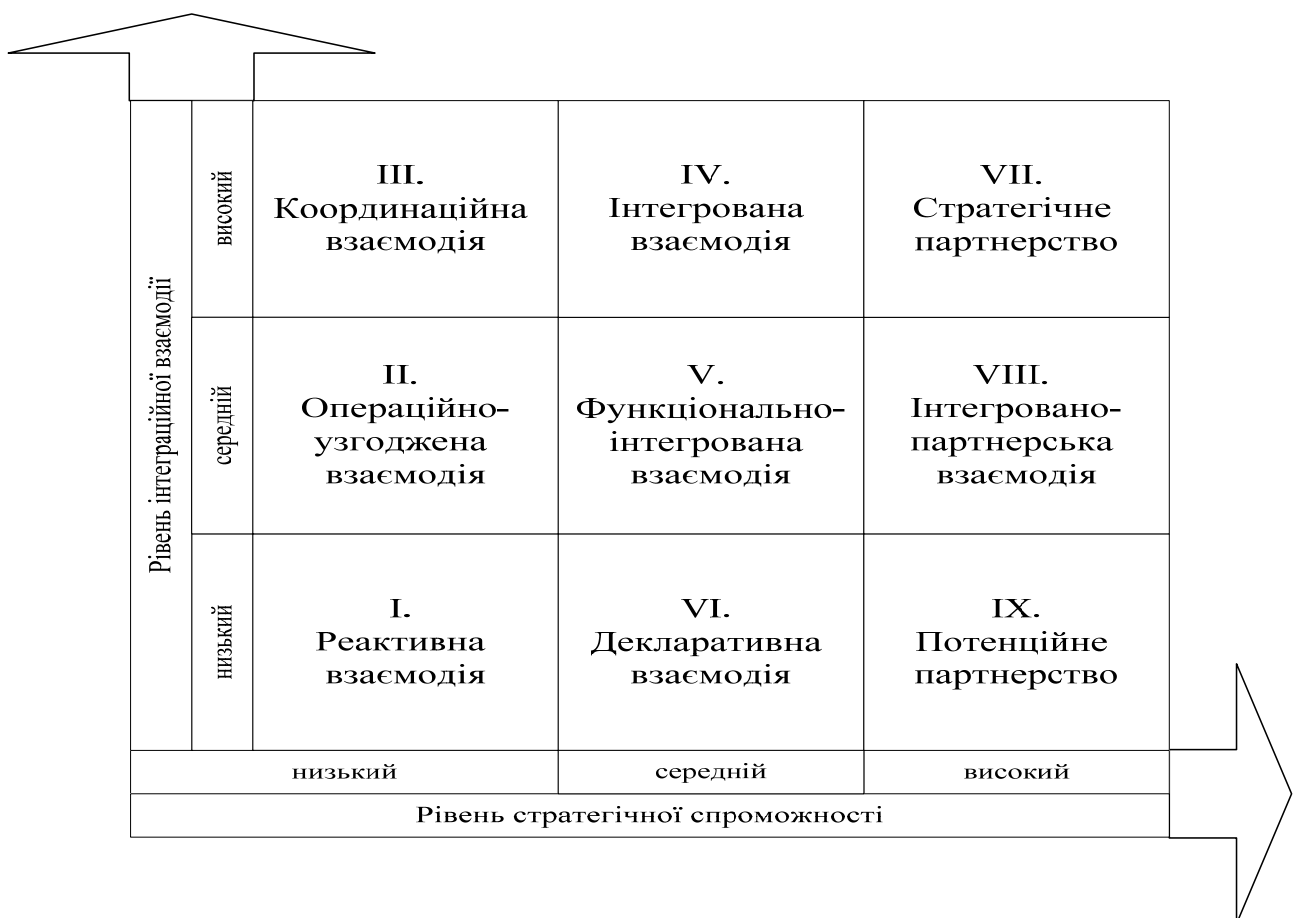 Рівень інтеграційної взаємодії
високий
III.
Координаційна
взаємодія
IV.
Інтегрована
взаємодія
VII.
Стратегічне
партнерство
середній
II.
Операційно-
узгоджена
взаємодія
V.
Функціонально-
інтегрована
взаємодія
VIII.
Інтегровано-
партнерська
взаємодія
низький
I.
Реактивна
взаємодія
VI.
Декларативна
взаємодія
IX.
Потенційне
партнерство
низький
середній
високий
Рівень стратегічної спроможності